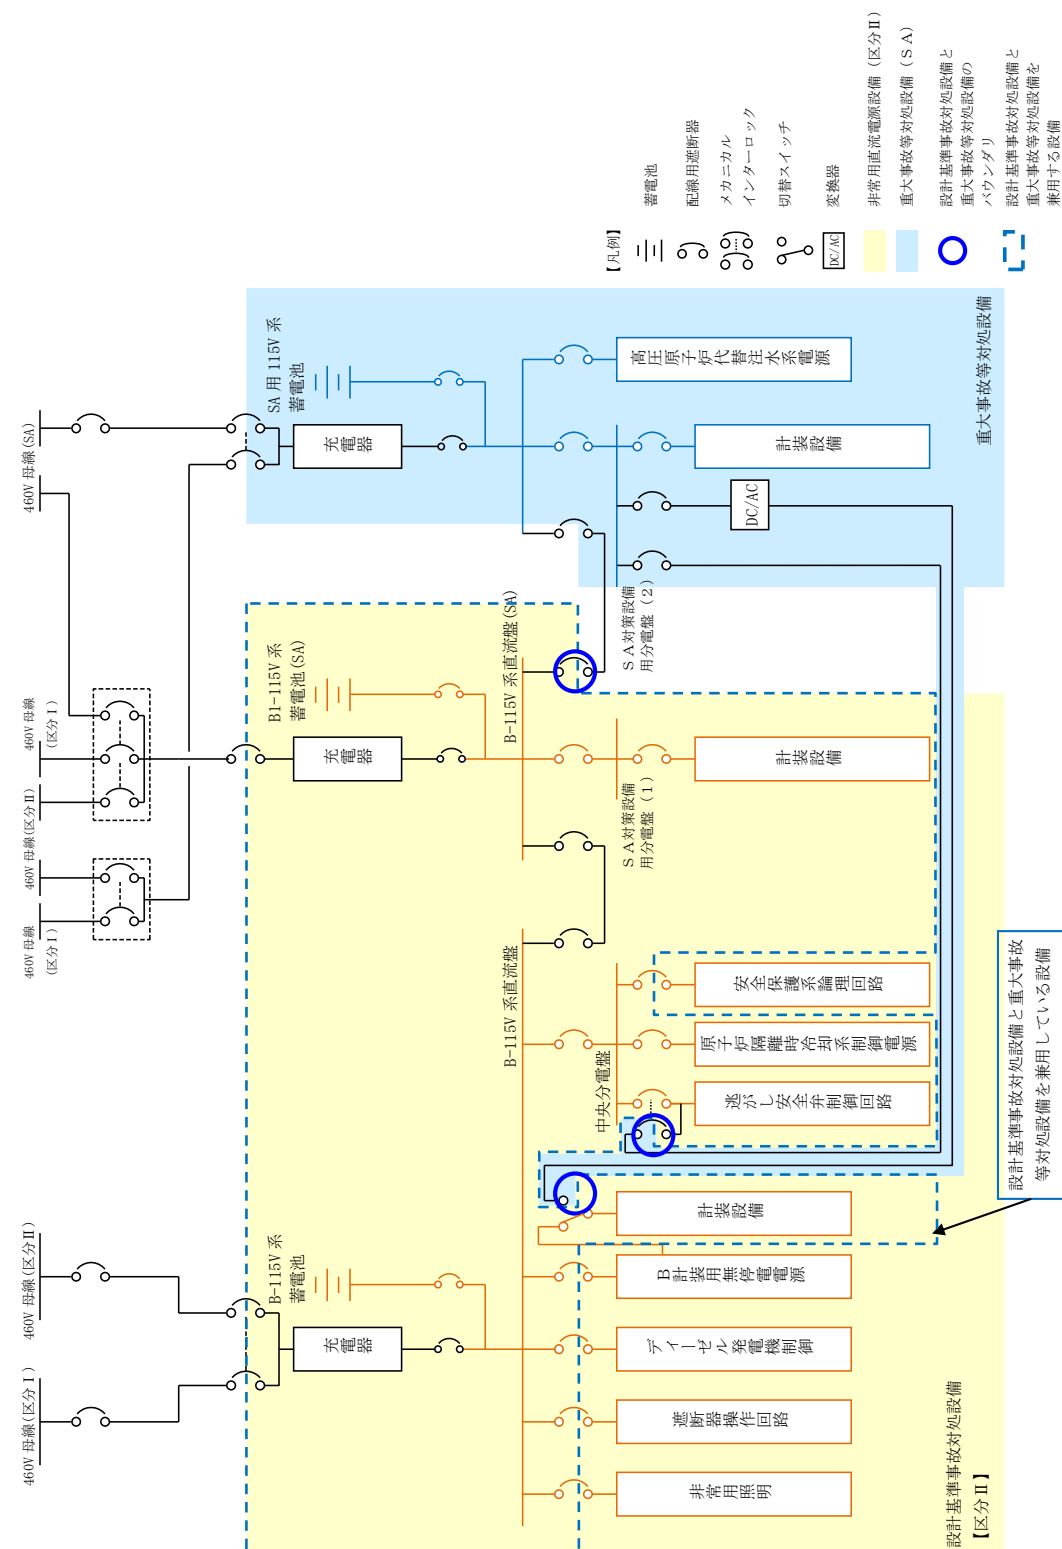 460V 母線(区分Ⅰ)
460V 母線(区分Ⅱ)
460V 母線
(区分Ⅰ)
460V 母線(区分Ⅱ)
460V 母線
(区分Ⅰ)
460V 母線(SA)
B-115V 系
蓄電池
充電器
B1-115V 系
蓄電池(SA)
充電器
SA 用 115V 系
蓄電池
充電器
B-115V 系直流盤
B-115V 系直流盤(SA)
中央分電盤
ＳＡ対策設備
用分電盤（１）
ＳＡ対策設備
用分電盤（２）
非常用照明
遮断器操作回路
ディーゼル発電機制御
B計装用無停電電源
計装設備
逃がし安全弁制御回路
原子炉隔離時冷却系制御電源
安全保護系論理回路
計装設備
DC/AC
計装設備
高圧原子炉代替注水系電源
設計基準事故対処設備
【区分Ⅱ】
重大事故等対処設備
設計基準事故対処設備と重大事故
等対処設備を兼用している設備
【凡例】
蓄電池
配線用遮断器
メカニカル
インターロック
切替スイッチ
DC/AC
変換器
非常用直流電源設備（区分Ⅱ）
重大事故等対処設備（ＳＡ）
設計基準事故対処設備と
重大事故等対処設備の
バウンダリ
設計基準事故対処設備と
重大事故等対処設備を
兼用する設備